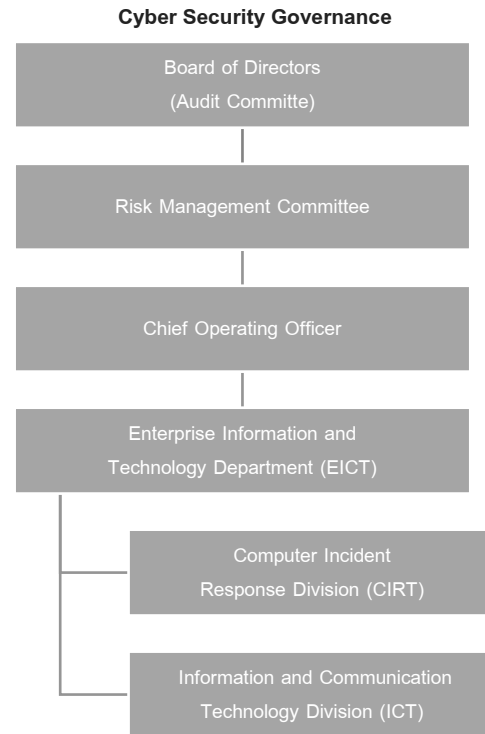 Cyber Security Governance
Board of Directors
(Audit Committe)
Risk Management Committee
Chief Operating Officer
Enterprise Information and
Technology Department (EICT)
Computer Incident
Response Division (CIRT)
Information and Communication
Technology Division (ICT)